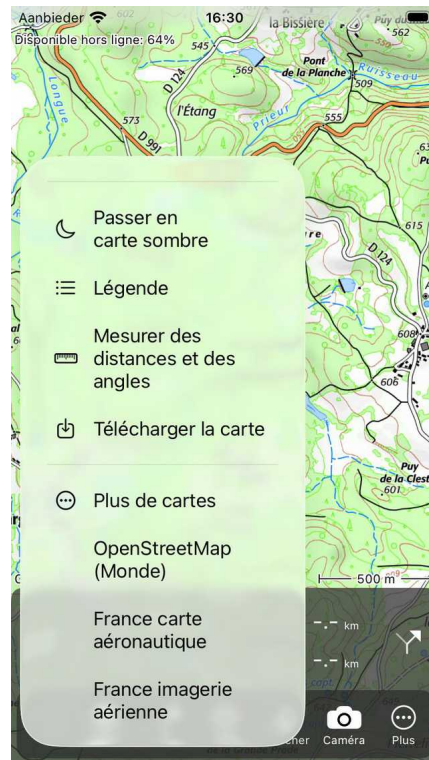 Aanbieder
16:30
602
la Bissière
562
Disponible hors ligne: 64%
545
569
Pont
de la Planche
Ruisseau
509
D 124
Longue
l'Étang
Prieur
555
573
D 991
615
D 124
608
606
Puy
de la Clest
601
Passer en
carte sombre
Légende
Mesurer des
distances et des
angles
Télécharger la carte
Plus de cartes
OpenStreetMap
(Monde)
France carte
aéronautique
France imagerie
aérienne
500 m
-.- km
-.- km
cher
Caméra
Plus